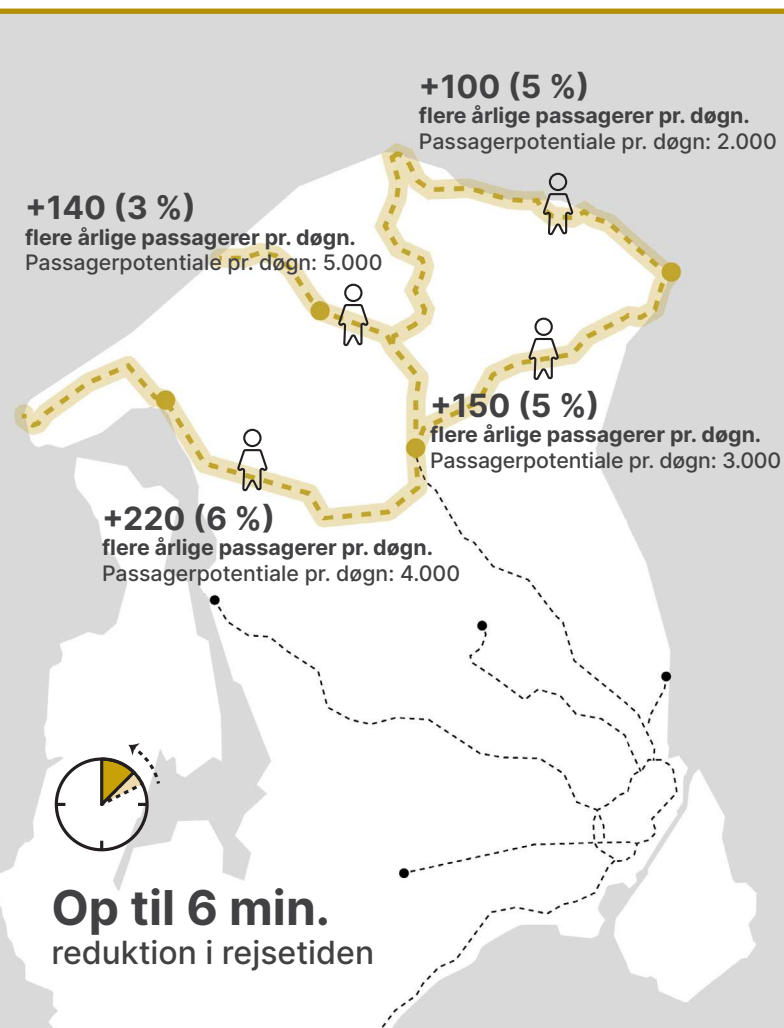 +100 (5 %)
flere årlige passagerer pr. døgn.
Passagerpotentiale pr. døgn: 2.000
+140 (3 %)
flere årlige passagerer pr. døgn.
Passagerpotentiale pr. døgn: 5.000
+150 (5 %)
flere årlige passagerer pr. døgn.
Passagerpotentiale pr. døgn: 3.000
+220 (6 %)
flere årlige passagerer pr. døgn.
Passagerpotentiale pr. døgn: 4.000
Op til 6 min.
reduktion i rejsetiden